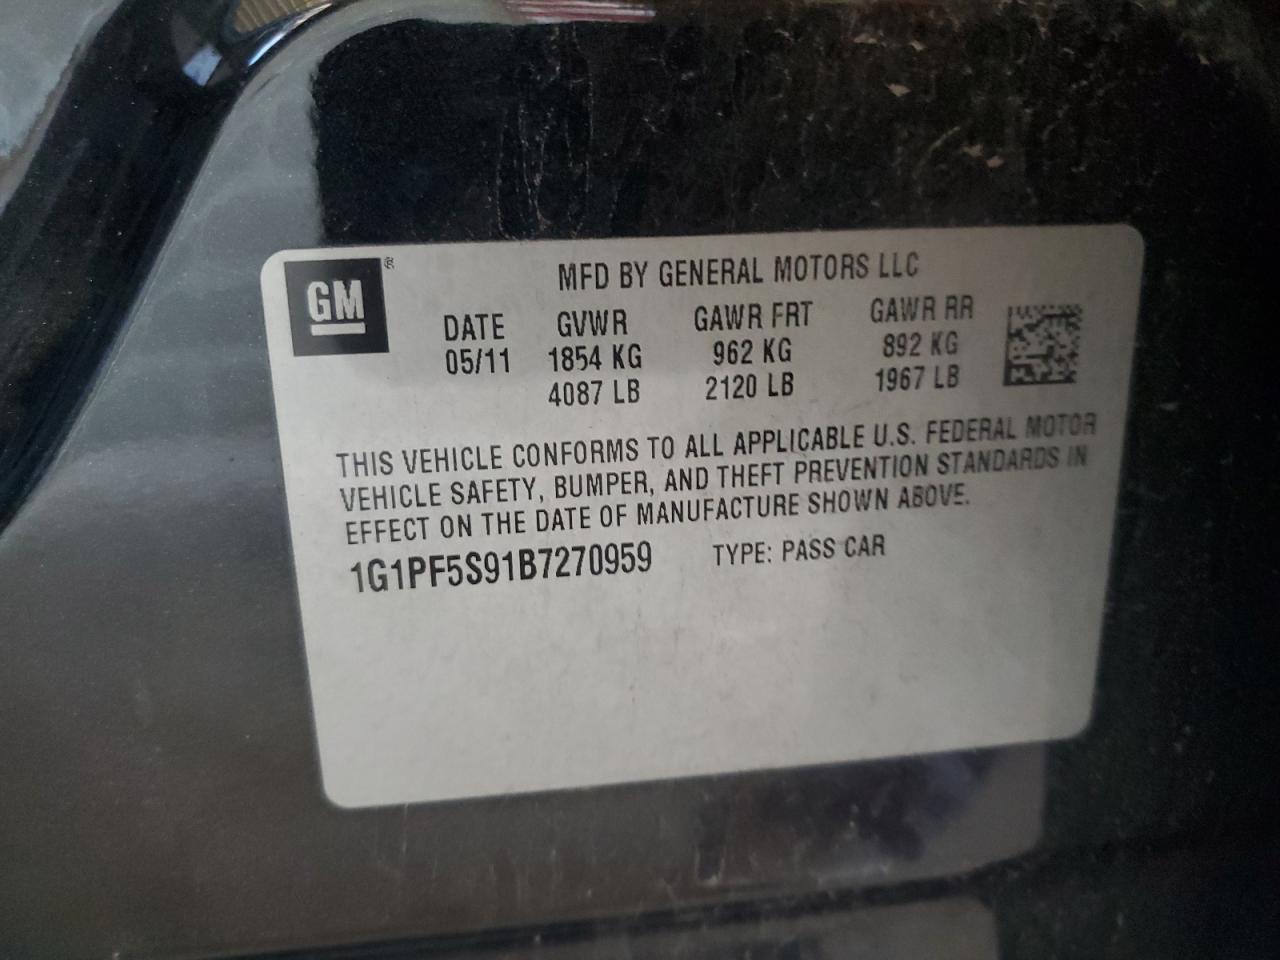 GM ®
MFD BY GENERAL MOTORS LLC
DATE GVWR GAWR FRT GAWR RR
05/11 1854 KG 962 KG 892 KG
4087 LB 2120 LB 1967 LB
THIS VEHICLE CONFORMS TO ALL APPLICABLE U.S. FEDERAL MOTOR
VEHICLE SAFETY, BUMPER, AND THEFT PREVENTION STANDARDS IN
EFFECT ON THE DATE OF MANUFACTURE SHOWN ABOVE.
1G1PF5S91B7270959 TYPE: PASS CAR